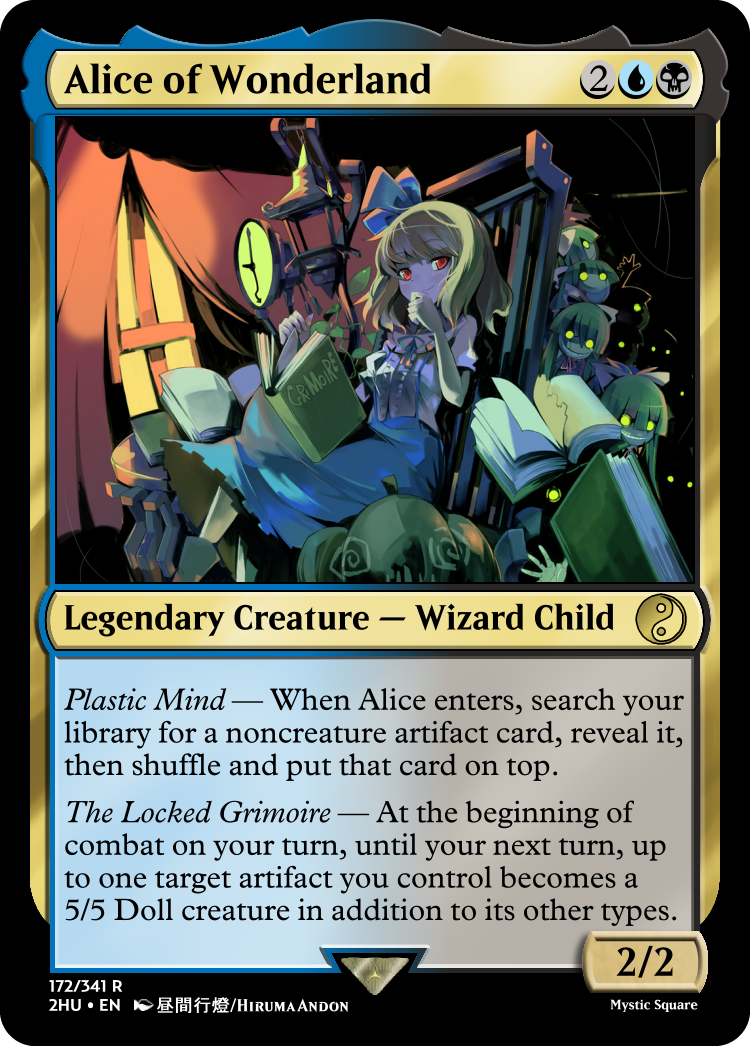 Alice of Wonderland 2
GRIMOIRE
Legendary Creature — Wizard Child
Plastic Mind — When Alice enters, search your
library for a noncreature artifact card, reveal it,
then shuffle and put that card on top.
The Locked Grimoire — At the beginning of
combat on your turn, until your next turn, up
to one target artifact you control becomes a
5/5 Doll creature in addition to its other types.
2/2
172/341 R
2HU • EN 昼間行燈/HirumaAndon
Mystic Square